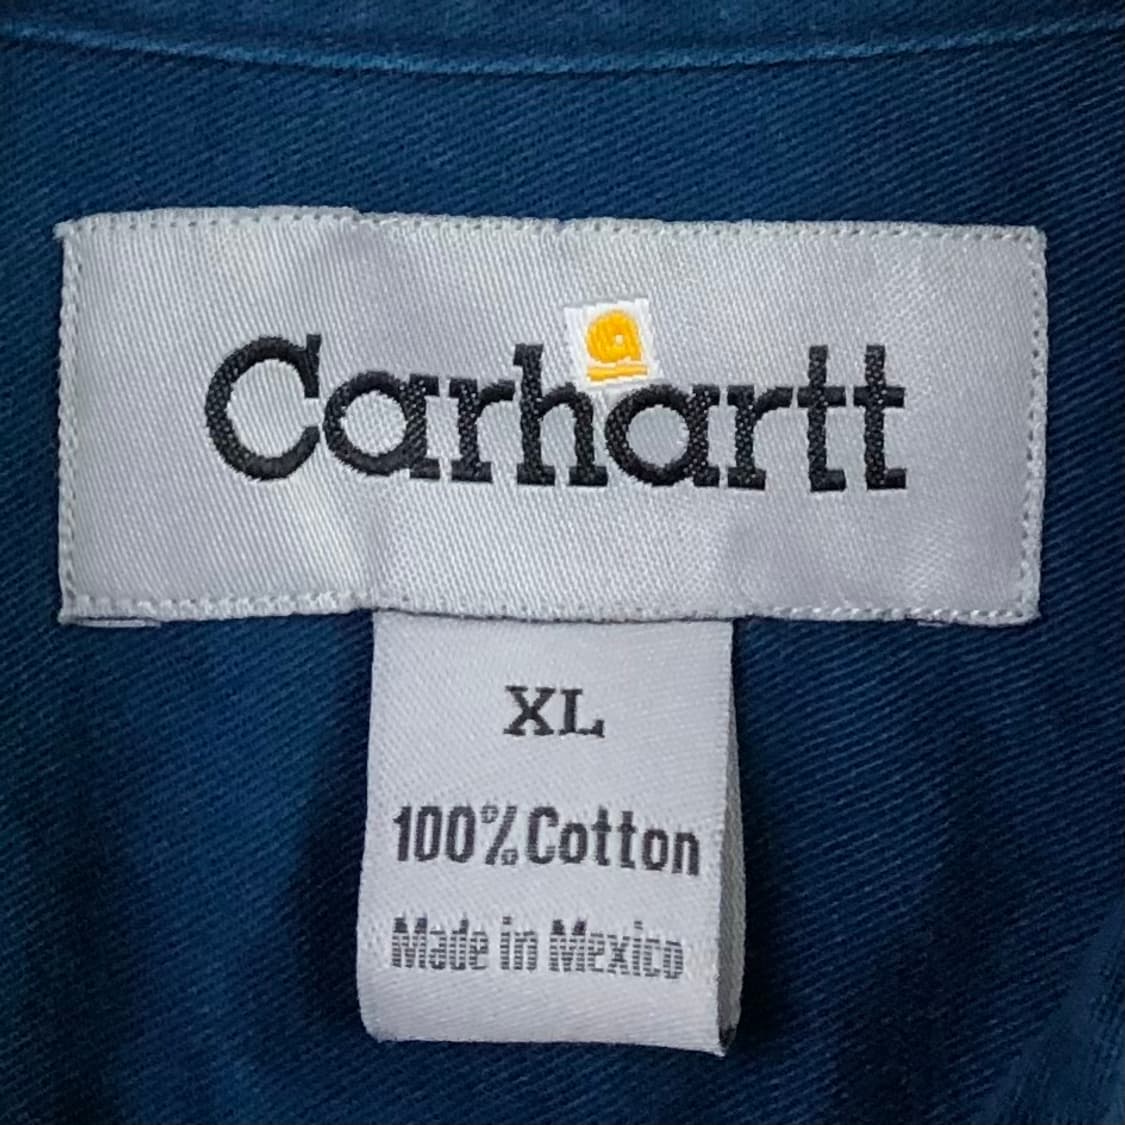 Carhartt
XL
100% Cotton
Made in Mexico